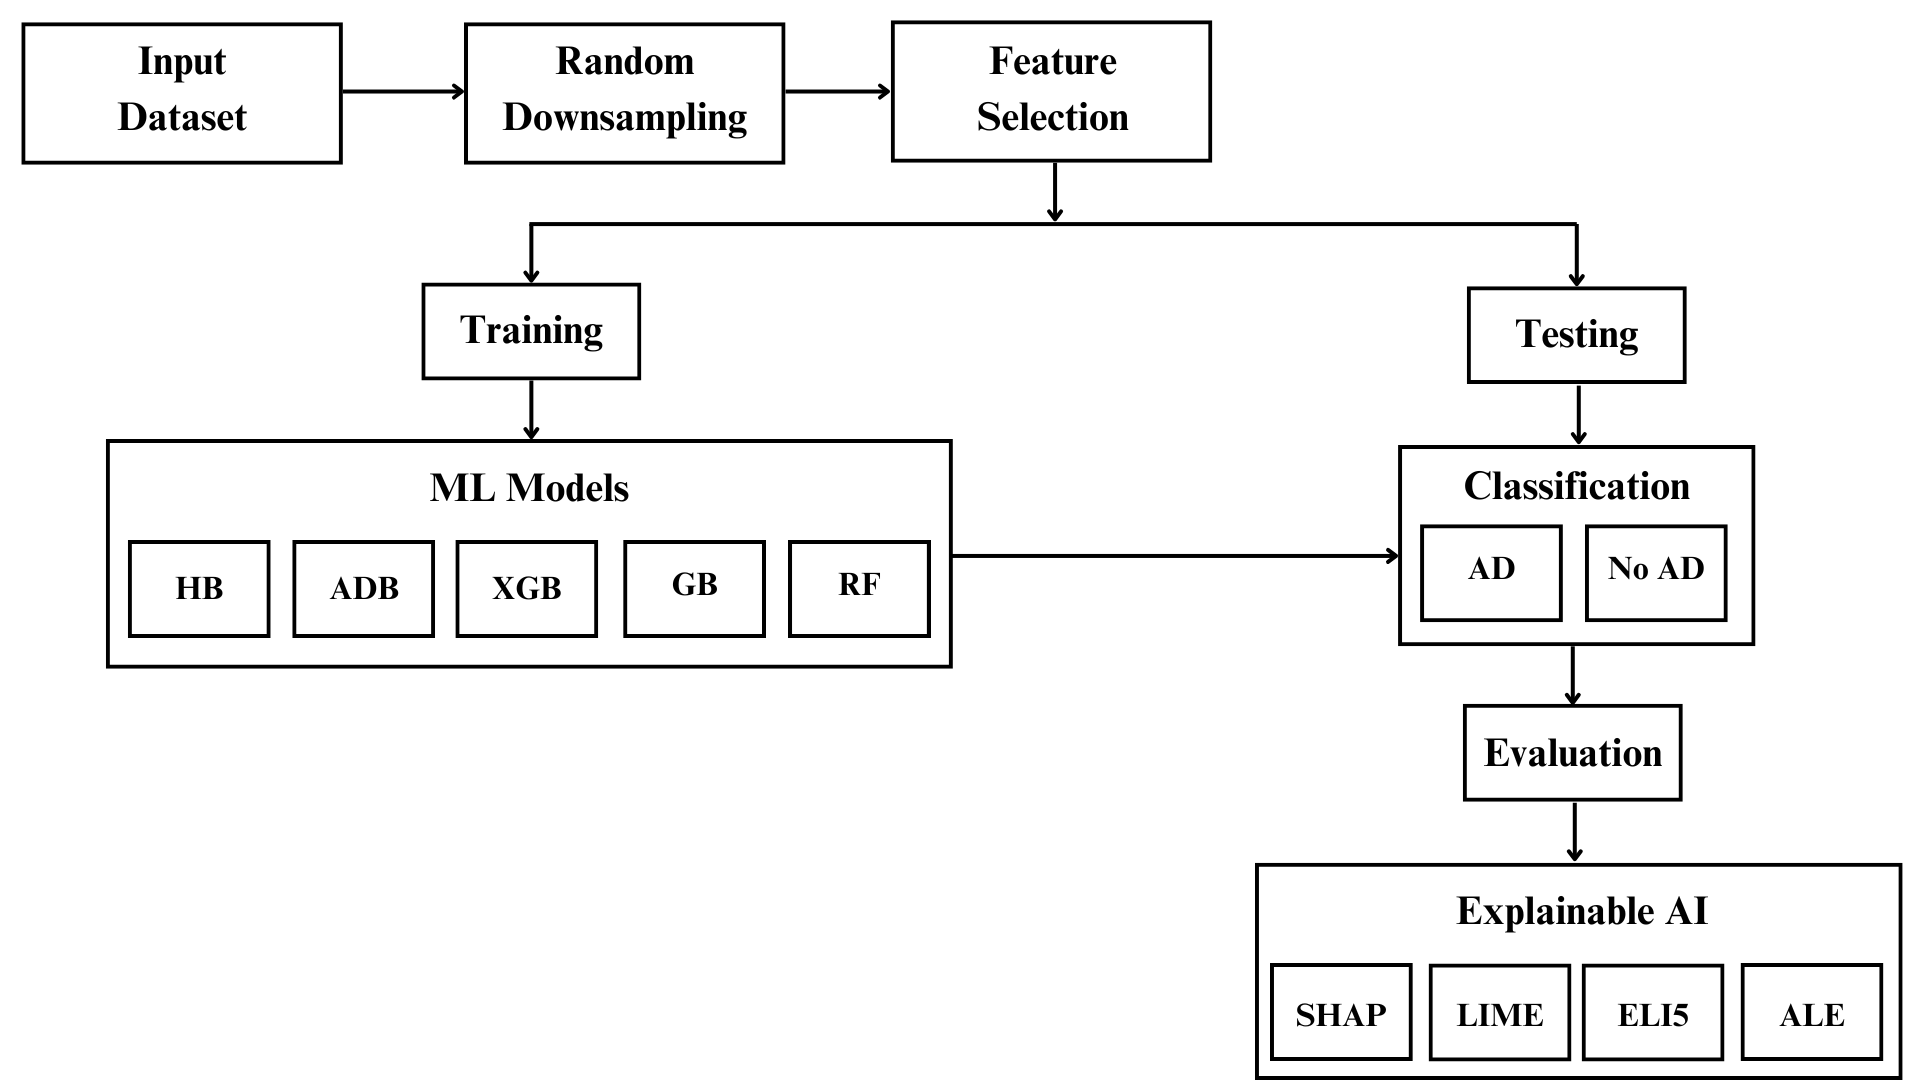 Input
Dataset
Random
Downsampling
Feature
Selection
Training
Testing
ML Models
HB
ADB
XGB
GB
RF
Classification
AD
No AD
Evaluation
Explainable AI
SHAP
LIME
ELI5
ALE